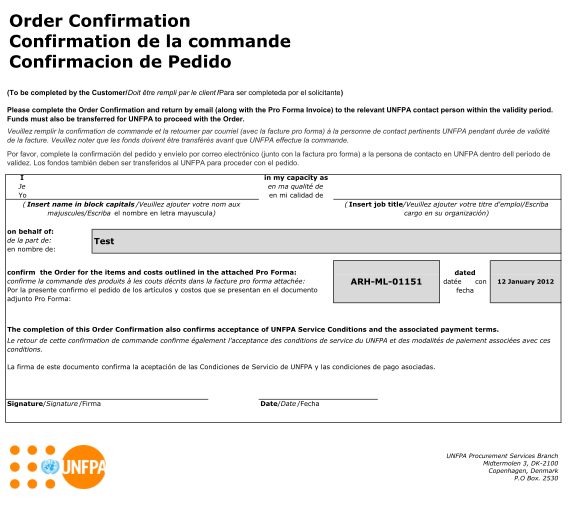 Order Confirmation
Confirmation de la commande
Confirmacion de Pedido
(To be completed by the Customer/Doit être rempli par le client/Para ser completeda por el solicitante)
Please complete the Order Confirmation and return by email (along with the Pro Forma Invoice) to the relevant UNFPA contact person within the validity period.
Funds must also be transferred for UNFPA to proceed with the Order.
Veuillez remplir la confirmation de commande et la retourner par courriel (avec la facture pro forma) à la personne de contact pertinents UNFPA pendant durée de validité
de la facture. Veuillez noter que les fonds doivent être transférés avant que UNFPA effectue la commande.
Por favor, complete la confirmación del pedido y envíelo por correo electrónico (junto con la factura pro forma) a la persona de contacto en UNFPA dentro dell período de
validez. Los fondos también deben ser transferidos al UNFPA para proceder con el pedido.
I
in my capacity as
Je
en ma qualité de
Yo
en mi calidad de
(Insert name in block capitals/Veuillez ajouter votre nom aux
majuscules/Escriba el nombre en letra mayuscula)
(Insert job title/Veuillez ajouter votre titre d'emploi/Escriba
cargo en su organización)
on behalf of:
de la part de:
en nombre de:
Test
confirm the Order for the items and costs outlined in the attached Pro Forma:
confirme la commande des produits à les coûts décrits dans la facture pro forma attachée:
Por la presente confirmo el pedido de los artículos y costos que se presentan en el documento
adjunto Pro Forma:
ARH-ML-01151
dated
datée con
fecha
12 January 2012
The completion of this Order Confirmation also confirms acceptance of UNFPA Service Conditions and the associated payment terms.
Le retour de cette confirmation de commande confirme également l'acceptance des conditions de service du UNFPA et des modalités de paiement associées avec ces
conditions.
La firma de este documento confirma la aceptación de las Condiciones de Servicio de UNFPA y las condiciones de pago asociadas.
Signature/Signature/Firma
Date/Date/Fecha
UNFPA
UNFPA Procurement Services Branch
Midtermolen 3, DK-2100
Copenhagen, Denmark
P.O Box. 2530